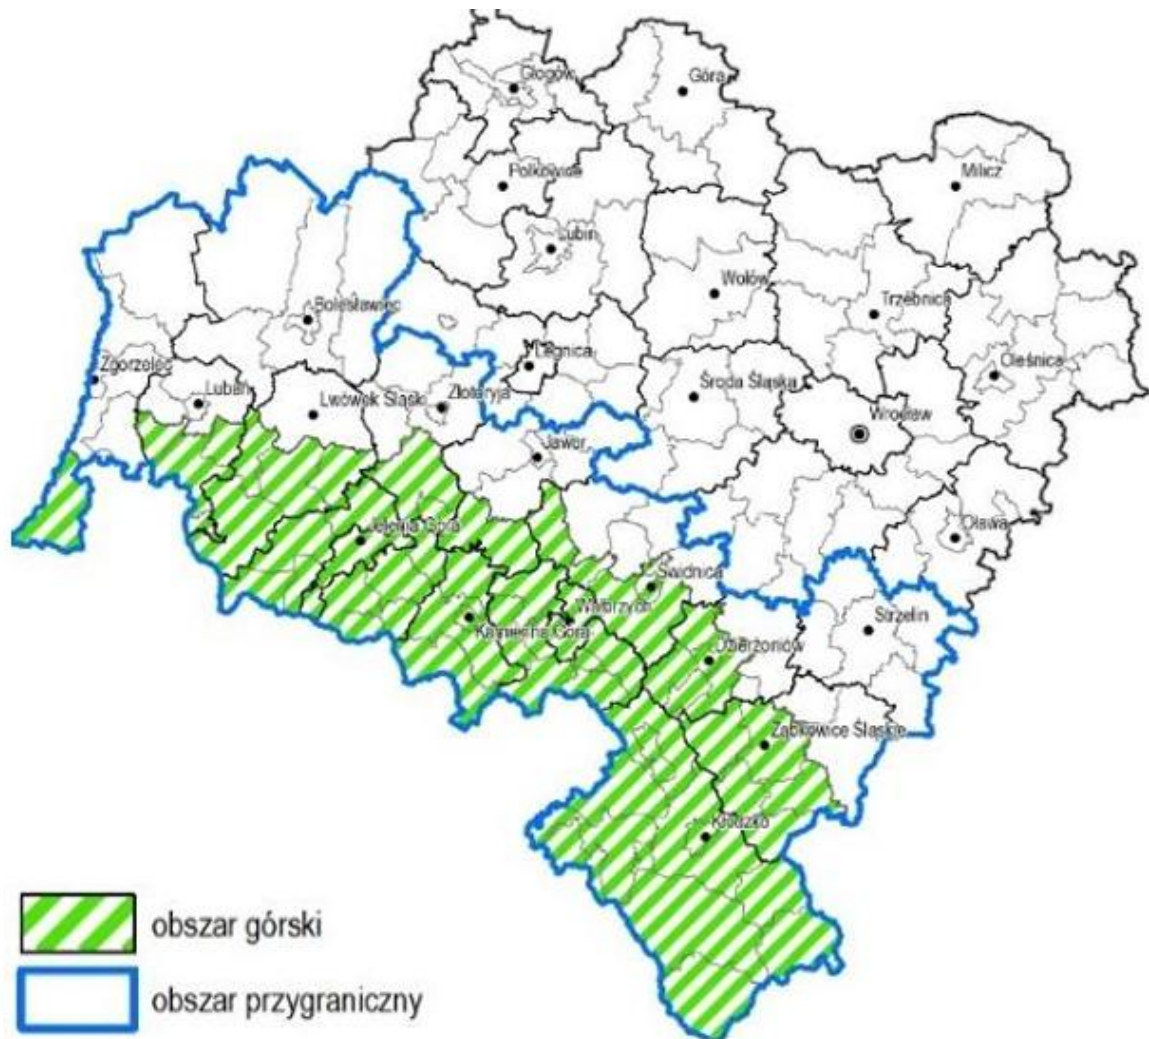 Głogów
Góra
Polkowice
Milicz
Lubin
Wołów
Trzebnica
Bolesławiec
Legnica
Oleśnica
Zgorzelec
Lubań
Lwówek Śląski
Złotoryja
Środa Śląska
Wrocław
Jawor
Jelenia Góra
Oława
Świdnica
Wałbrzych
Kamienna Góra
Strzelin
Dzierżoniów
Ząbkowice Śląskie
Kłodzko
obszar górski
obszar przygraniczny